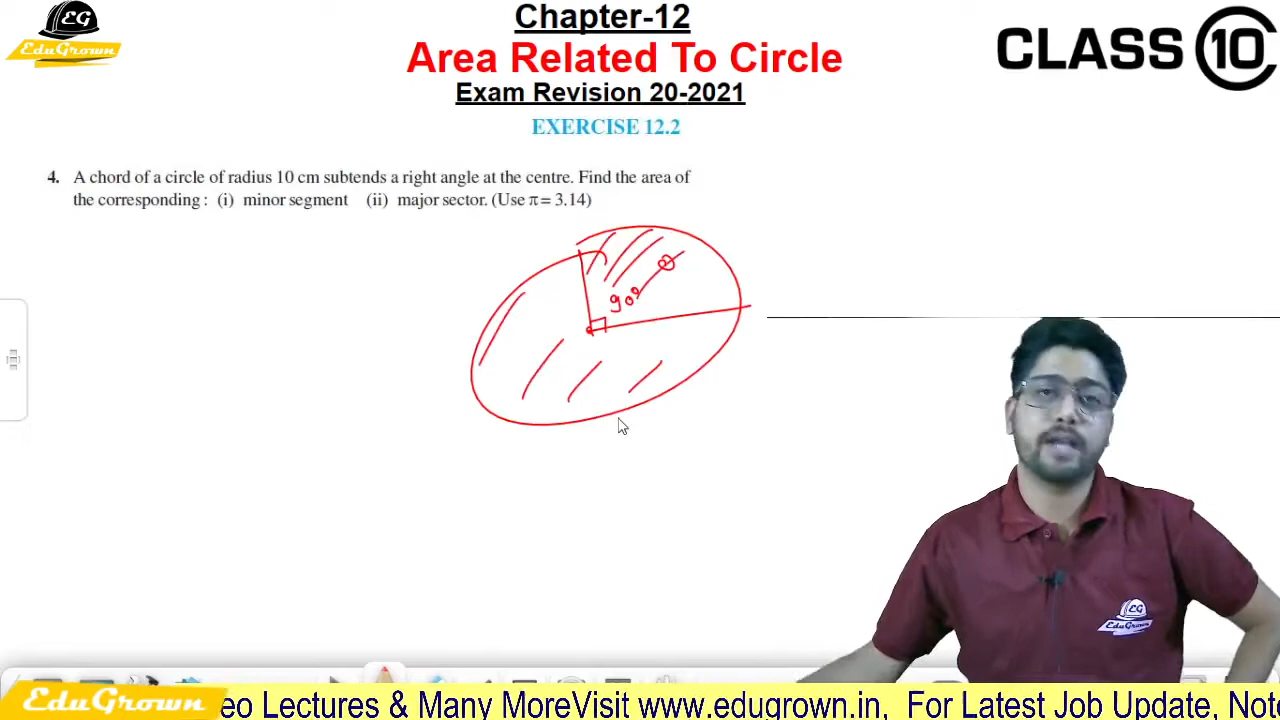 EG
EduGrown
Chapter-12
Area Related To Circle
Exam Revision 20-2021
CLASS 10
EXERCISE 12.2
4. A chord of a circle of radius 10 cm subtends a right angle at the centre. Find the area of
the corresponding : (i) minor segment (ii) major sector. (Use π = 3.14)
90°
EG
EduGrown
EduGrown
eo Lectures & Many MoreVisit www.edugrown.in, For Latest Job Update, Not